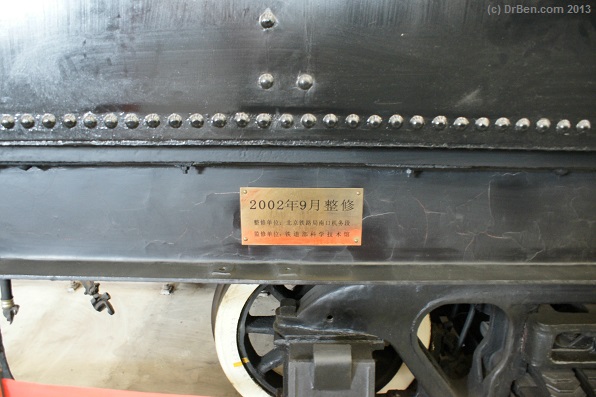 (c) DrBen.com 2013
2002年9月整修
整修单位：北京铁路局南口机务段
监修单位：铁道部科学技术馆